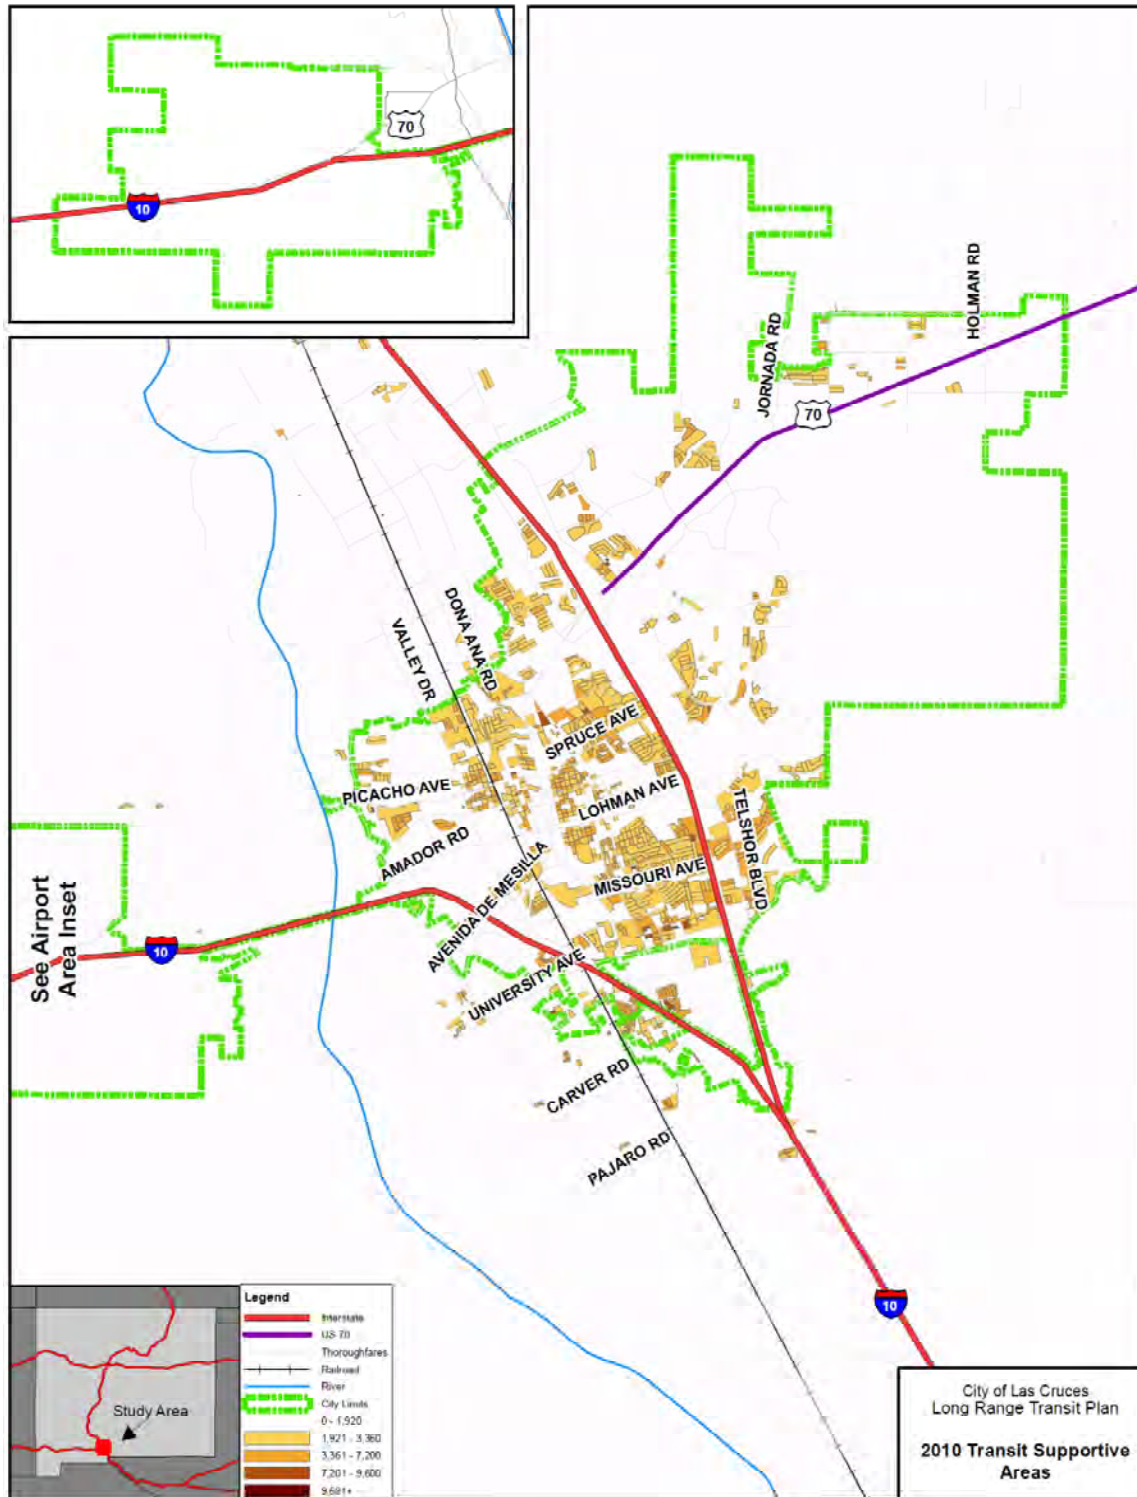 70
10
HOLMAN RD
JORNADA RD
70
DONA ANA RD
VALLEY DR
SPRUCE AVE
PICACHO AVE
LOHMAN AVE
TELSHOR BLVD
AMADOR RD
MISSOURI AVE
AVENIDA DE MESILLA
See Airport
Area Inset
10
UNIVERSITY AVE
CARVER RD
PAJARO RD
10
Study Area
Legend
Interstate
US 70
Thoroughfares
Railroad
River
City Limits
0 - 1,920
1,921 - 3,360
3,361 - 7,200
7,201 - 9,600
9,601+
City of Las Cruces
Long Range Transit Plan
2010 Transit Supportive
Areas